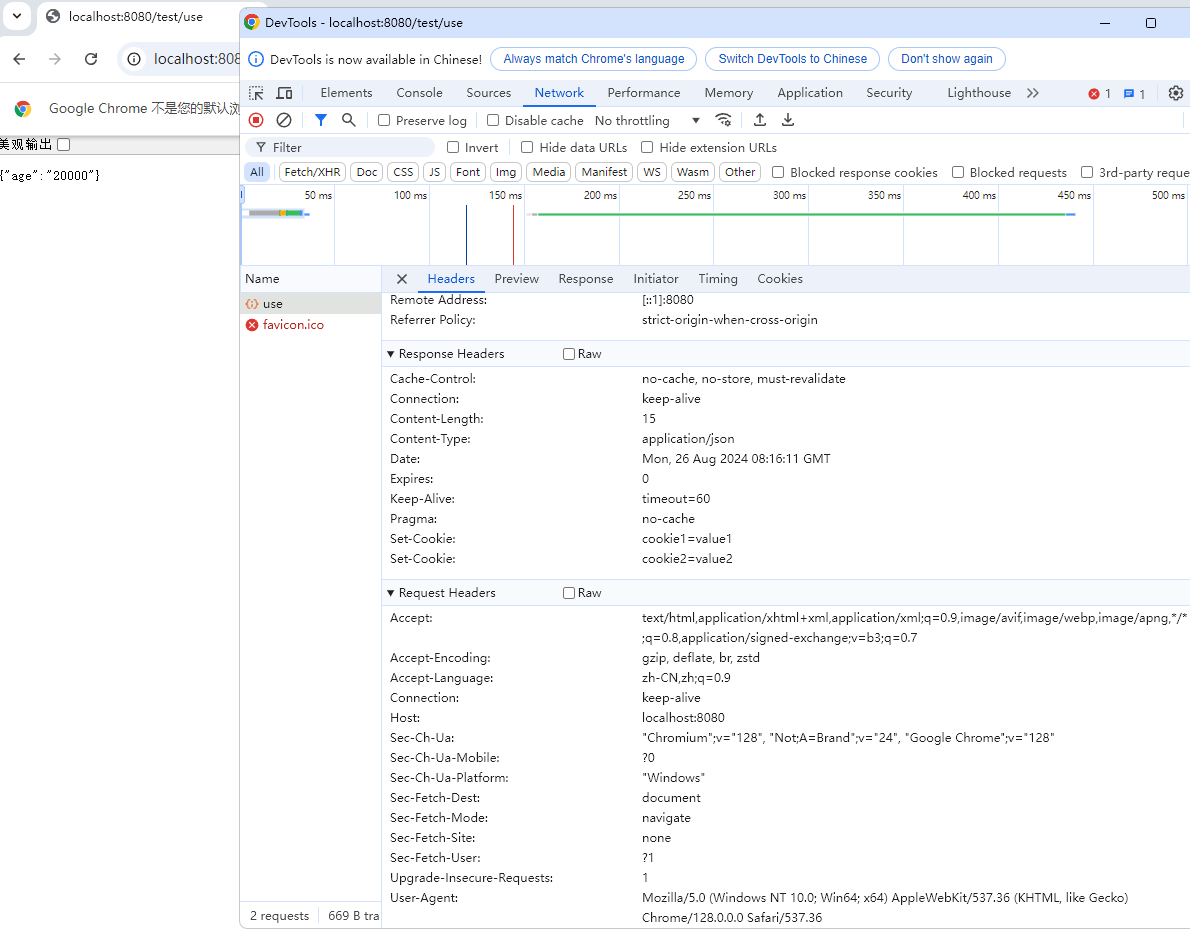 localhost:8080/test/use
DevTools - localhost:8080/test/use
localhost:808
DevTools is now available in Chinese!
Always match Chrome's language
Switch DevTools to Chinese
Don't show again
Google Chrome 不是您的默认浏
Elements
Console
Sources
Network
Performance
Memory
Application
Security
Lighthouse
1
1
Preserve log
Disable cache
No throttling
美观输出
Filter
Invert
Hide data URLs
Hide extension URLs
{"age":"20000"}
All
Fetch/XHR
Doc
CSS
JS
Font
Img
Media
Manifest
WS
Wasm
Other
Blocked response cookies
Blocked requests
3rd-party reque
50 ms
100 ms
150 ms
200 ms
250 ms
300 ms
350 ms
400 ms
450 ms
500 ms
Name
Headers
Preview
Response
Initiator
Timing
Cookies
use
favicon.ico
Remote Address: [::1]:8080
Referrer Policy: strict-origin-when-cross-origin
Response Headers
Raw
Cache-Control: no-cache, no-store, must-revalidate
Connection: keep-alive
Content-Length: 15
Content-Type: application/json
Date: Mon, 26 Aug 2024 08:16:11 GMT
Expires: 0
Keep-Alive: timeout=60
Pragma: no-cache
Set-Cookie: cookie1=value1
Set-Cookie: cookie2=value2
Request Headers
Raw
Accept: text/html,application/xhtml+xml,application/xml;q=0.9,image/avif,image/webp,image/apng,*/*
;q=0.8,application/signed-exchange;v=b3;q=0.7
Accept-Encoding: gzip, deflate, br, zstd
Accept-Language: zh-CN,zh;q=0.9
Connection: keep-alive
Host: localhost:8080
Sec-Ch-Ua: "Chromium";v="128", "Not;A=Brand";v="24", "Google Chrome";v="128"
Sec-Ch-Ua-Mobile: ?0
Sec-Ch-Ua-Platform: "Windows"
Sec-Fetch-Dest: document
Sec-Fetch-Mode: navigate
Sec-Fetch-Site: none
Sec-Fetch-User: ?1
Upgrade-Insecure-Requests: 1
User-Agent: Mozilla/5.0 (Windows NT 10.0; Win64; x64) AppleWebKit/537.36 (KHTML, like Gecko)
Chrome/128.0.0.0 Safari/537.36
2 requests
669 B tra